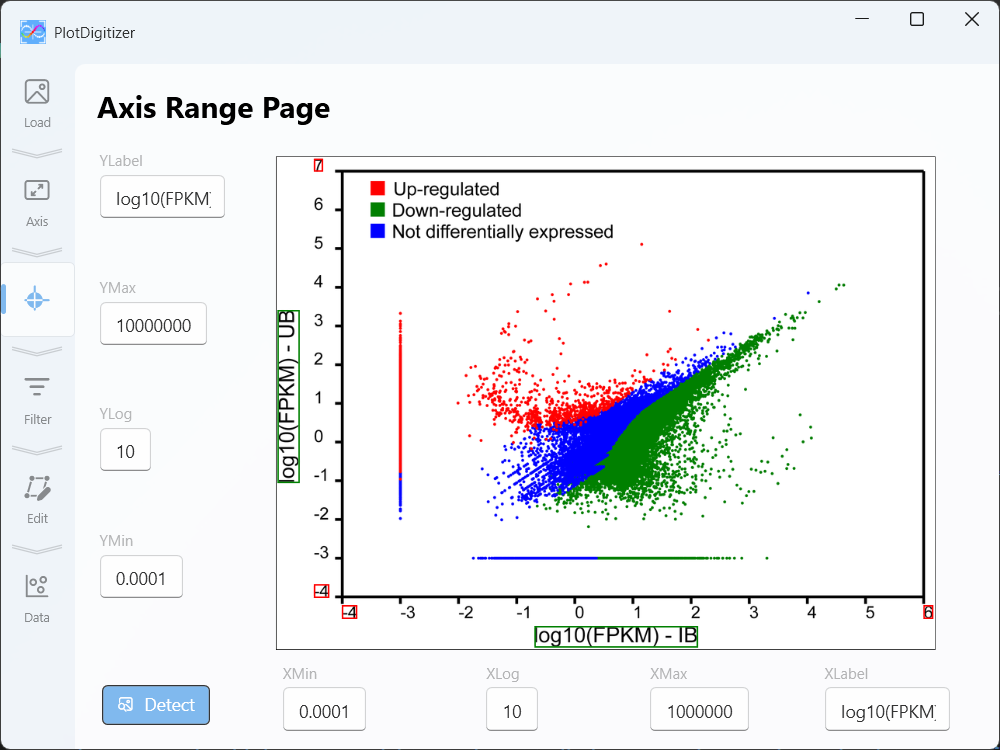 PlotDigitizer
Load
Axis
Filter
Edit
Data
Axis Range Page
YLabel
log10(FPKM)
YMax
10000000
YLog
10
YMin
0.0001
Detect
7
6
5
4
3
2
1
0
-1
-2
-3
-4
log10(FPKM) - UB
Up-regulated
Down-regulated
Not differentially expressed
-4 -3 -2 -1 0 1 2 3 4 5 6
log10(FPKM) - IB
XMin XLog XMax XLabel
0.0001 10 1000000 log10(FPKM)